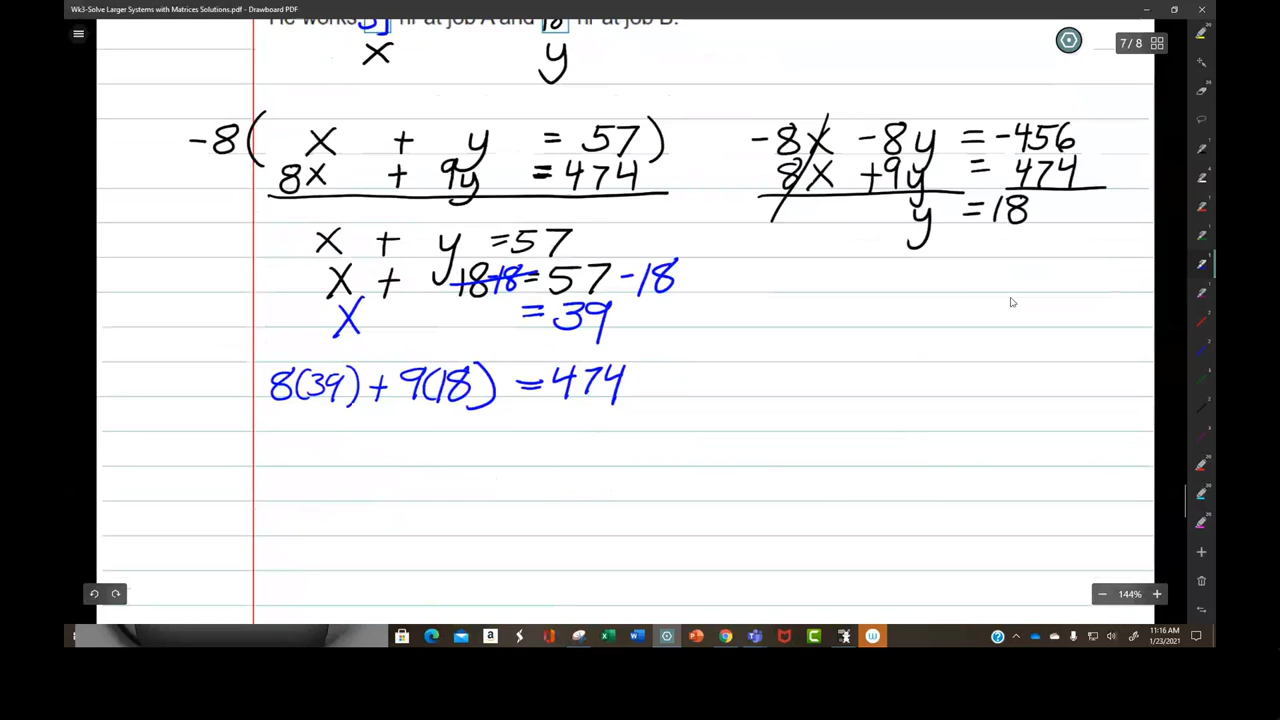 Wk3-Solve Larger Systems with Matrices Solutions.pdf - Drawboard PDF
He works 39 hr at job A and 18 hr at job B.
7/8
x y
-8( x + y = 57)
8x + 9y = 474
-8x -8y = -456
8x +9y = 474
y = 18
x + y = 57
x + 18 -18 = 57 -18
x = 39
8(39) + 9(18) = 474
144%
11:16 AM
1/23/2021